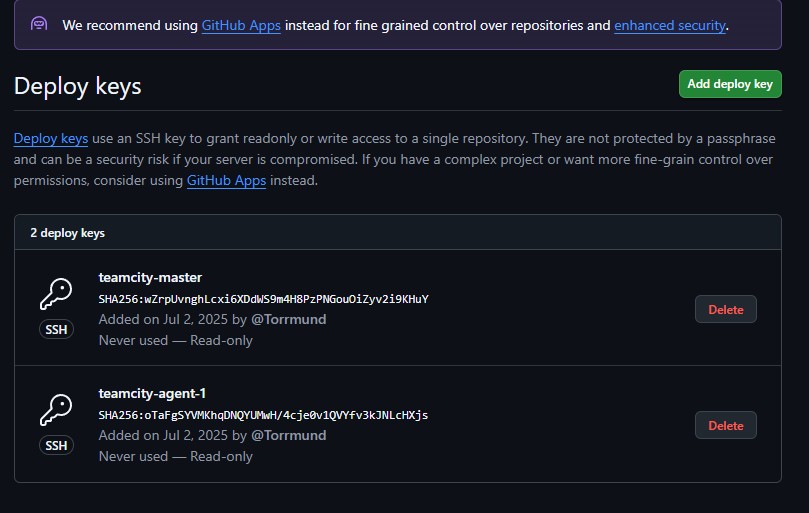 We recommend using GitHub Apps instead for fine grained control over repositories and enhanced security.
Deploy keys
Add deploy key
Deploy keys use an SSH key to grant readonly or write access to a single repository. They are not protected by a passphrase
and can be a security risk if your server is compromised. If you have a complex project or want more fine-grain control over
permissions, consider using GitHub Apps instead.
2 deploy keys
teamcity-master
SHA256:wZrpUvnghLcxi6XDdWS9m4H8PzPNGouOiZyv2i9KHuY
Added on Jul 2, 2025 by @Torrmund
Never used — Read-only
SSH
Delete
teamcity-agent-1
SHA256:oTaFgSYVMKhqDNQYUMwH/4cje0v1QVYfv3kJNLcHXjs
Added on Jul 2, 2025 by @Torrmund
Never used — Read-only
SSH
Delete